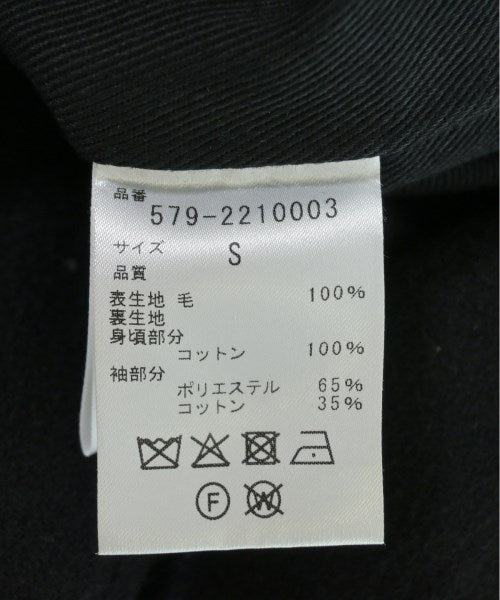 品番
579-2210003
サイズ S
品質
表生地 毛 100%
裏生地
身頃部分
コットン 100%
袖部分
ポリエステル 65%
コットン 35%
F W